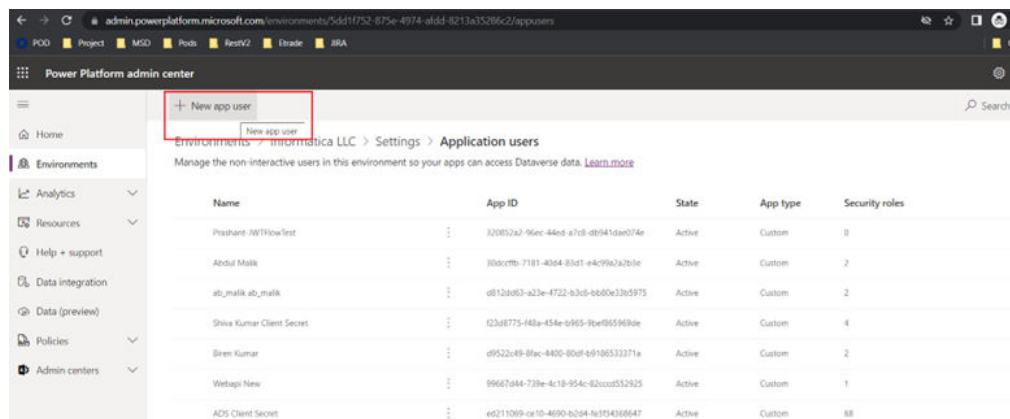 admin.powerplatform.microsoft.com/environments/5dd1f752-875e-4974-afdd-8213a35286c2/appusers
POD Project MSD Pods RestV2 Etrade JIRA
Power Platform admin center
+ New app user
Search
New app user
Home
Environments > Informatica LLC > Settings > Application users
Environments
Manage the non-interactive users in this environment so your apps can access Dataverse data. Learn more
Analytics
Name App ID State App type Security roles
Resources
Prashant-JWTFlowTest 320852a2-96ec-44ed-a7c8-db941dae074e Active Custom 0
Help + support
Abdul Malik 30dccffb-7181-40d4-83d1-e4c99a2a2b3e Active Custom 2
Data integration
ab_malik ab_malik d812dd63-a23e-4722-b3c6-bb80e33b5975 Active Custom 2
Data (preview)
Shiva Kumar Client Secret f23d8775-f48a-454e-b965-9bef865969de Active Custom 4
Policies
Biren Kumar d9522c49-8fac-4400-80df-b9186533371a Active Custom 2
Admin centers
Webapi New 99667d44-739e-4c18-954c-82cccd552925 Active Custom 1
ADS Client Secret ed211069-ce10-4690-b2d4-fe3f34368647 Active Custom 68